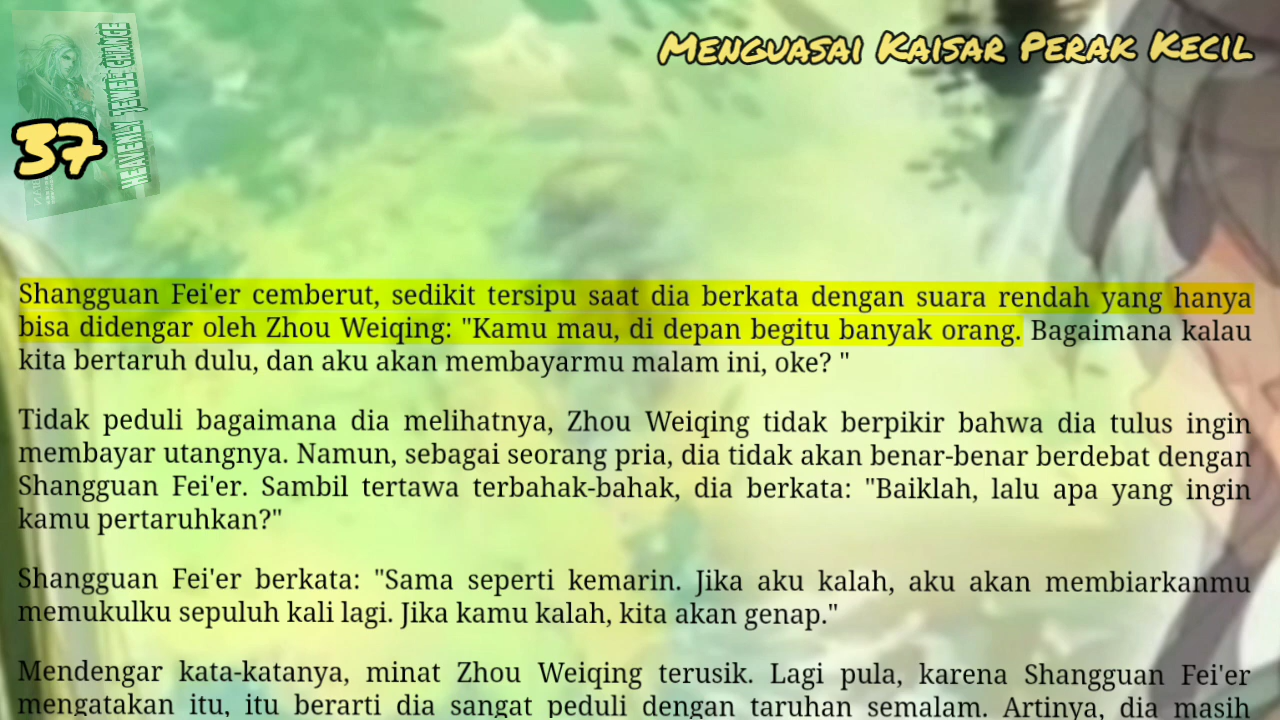 Menguasai Kaisar Perak Kecil
HEAVENLY JEWEL CHANGE
37
Shangguan Fei'er cemberut, sedikit tersipu saat dia berkata dengan suara rendah yang hanya
bisa didengar oleh Zhou Weiqing: "Kamu mau, di depan begitu banyak orang. Bagaimana kalau
kita bertaruh dulu, dan aku akan membayarmu malam ini, oke? "
Tidak peduli bagaimana dia melihatnya, Zhou Weiqing tidak berpikir bahwa dia tulus ingin
membayar utangnya. Namun, sebagai seorang pria, dia tidak akan benar-benar berdebat dengan
Shangguan Fei'er. Sambil tertawa terbahak-bahak, dia berkata: "Baiklah, lalu apa yang ingin
kamu pertaruhkan?"
Shangguan Fei'er berkata: "Sama seperti kemarin. Jika aku kalah, aku akan membiarkanmu
memukulku sepuluh kali lagi. Jika kamu kalah, kita akan genap."
Mendengar kata-katanya, minat Zhou Weiqing terusik. Lagi pula, karena Shangguan Fei'er
mengatakan itu, itu berarti dia sangat peduli dengan taruhan semalam. Artinya, dia masih